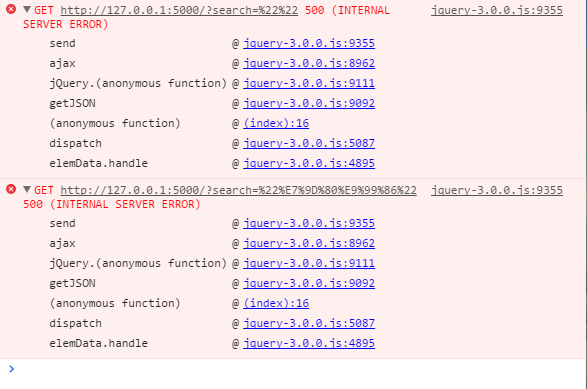 GET http://127.0.0.1:5000/?search=%22%22 500 (INTERNAL jquery-3.0.0.js:9355
SERVER ERROR)
send @ jquery-3.0.0.js:9355
ajax @ jquery-3.0.0.js:8962
jQuery.(anonymous function) @ jquery-3.0.0.js:9111
getJSON @ jquery-3.0.0.js:9092
(anonymous function) @ (index):16
dispatch @ jquery-3.0.0.js:5087
elemData.handle @ jquery-3.0.0.js:4895
GET http://127.0.0.1:5000/?search=%22%E7%9D%80%E9%99%86%22 jquery-3.0.0.js:9355
500 (INTERNAL SERVER ERROR)
send @ jquery-3.0.0.js:9355
ajax @ jquery-3.0.0.js:8962
jQuery.(anonymous function) @ jquery-3.0.0.js:9111
getJSON @ jquery-3.0.0.js:9092
(anonymous function) @ (index):16
dispatch @ jquery-3.0.0.js:5087
elemData.handle @ jquery-3.0.0.js:4895